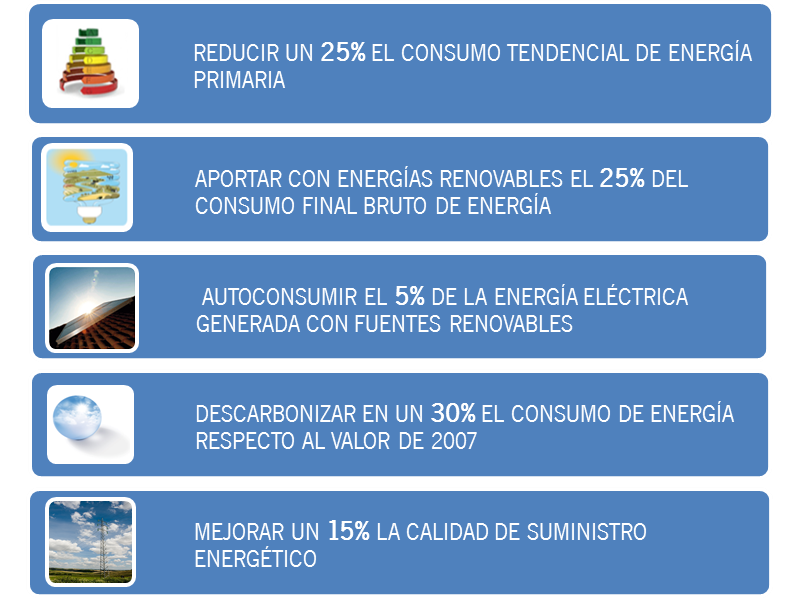 REDUCIR UN 25% EL CONSUMO TENDENCIAL DE ENERGÍA
PRIMARIA
APORTAR CON ENERGÍAS RENOVABLES EL 25% DEL
CONSUMO FINAL BRUTO DE ENERGÍA
AUTOCONSUMIR EL 5% DE LA ENERGÍA ELÉCTRICA
GENERADA CON FUENTES RENOVABLES
DESCARBONIZAR EN UN 30% EL CONSUMO DE ENERGÍA
RESPECTO AL VALOR DE 2007
MEJORAR UN 15% LA CALIDAD DE SUMINISTRO
ENERGÉTICO